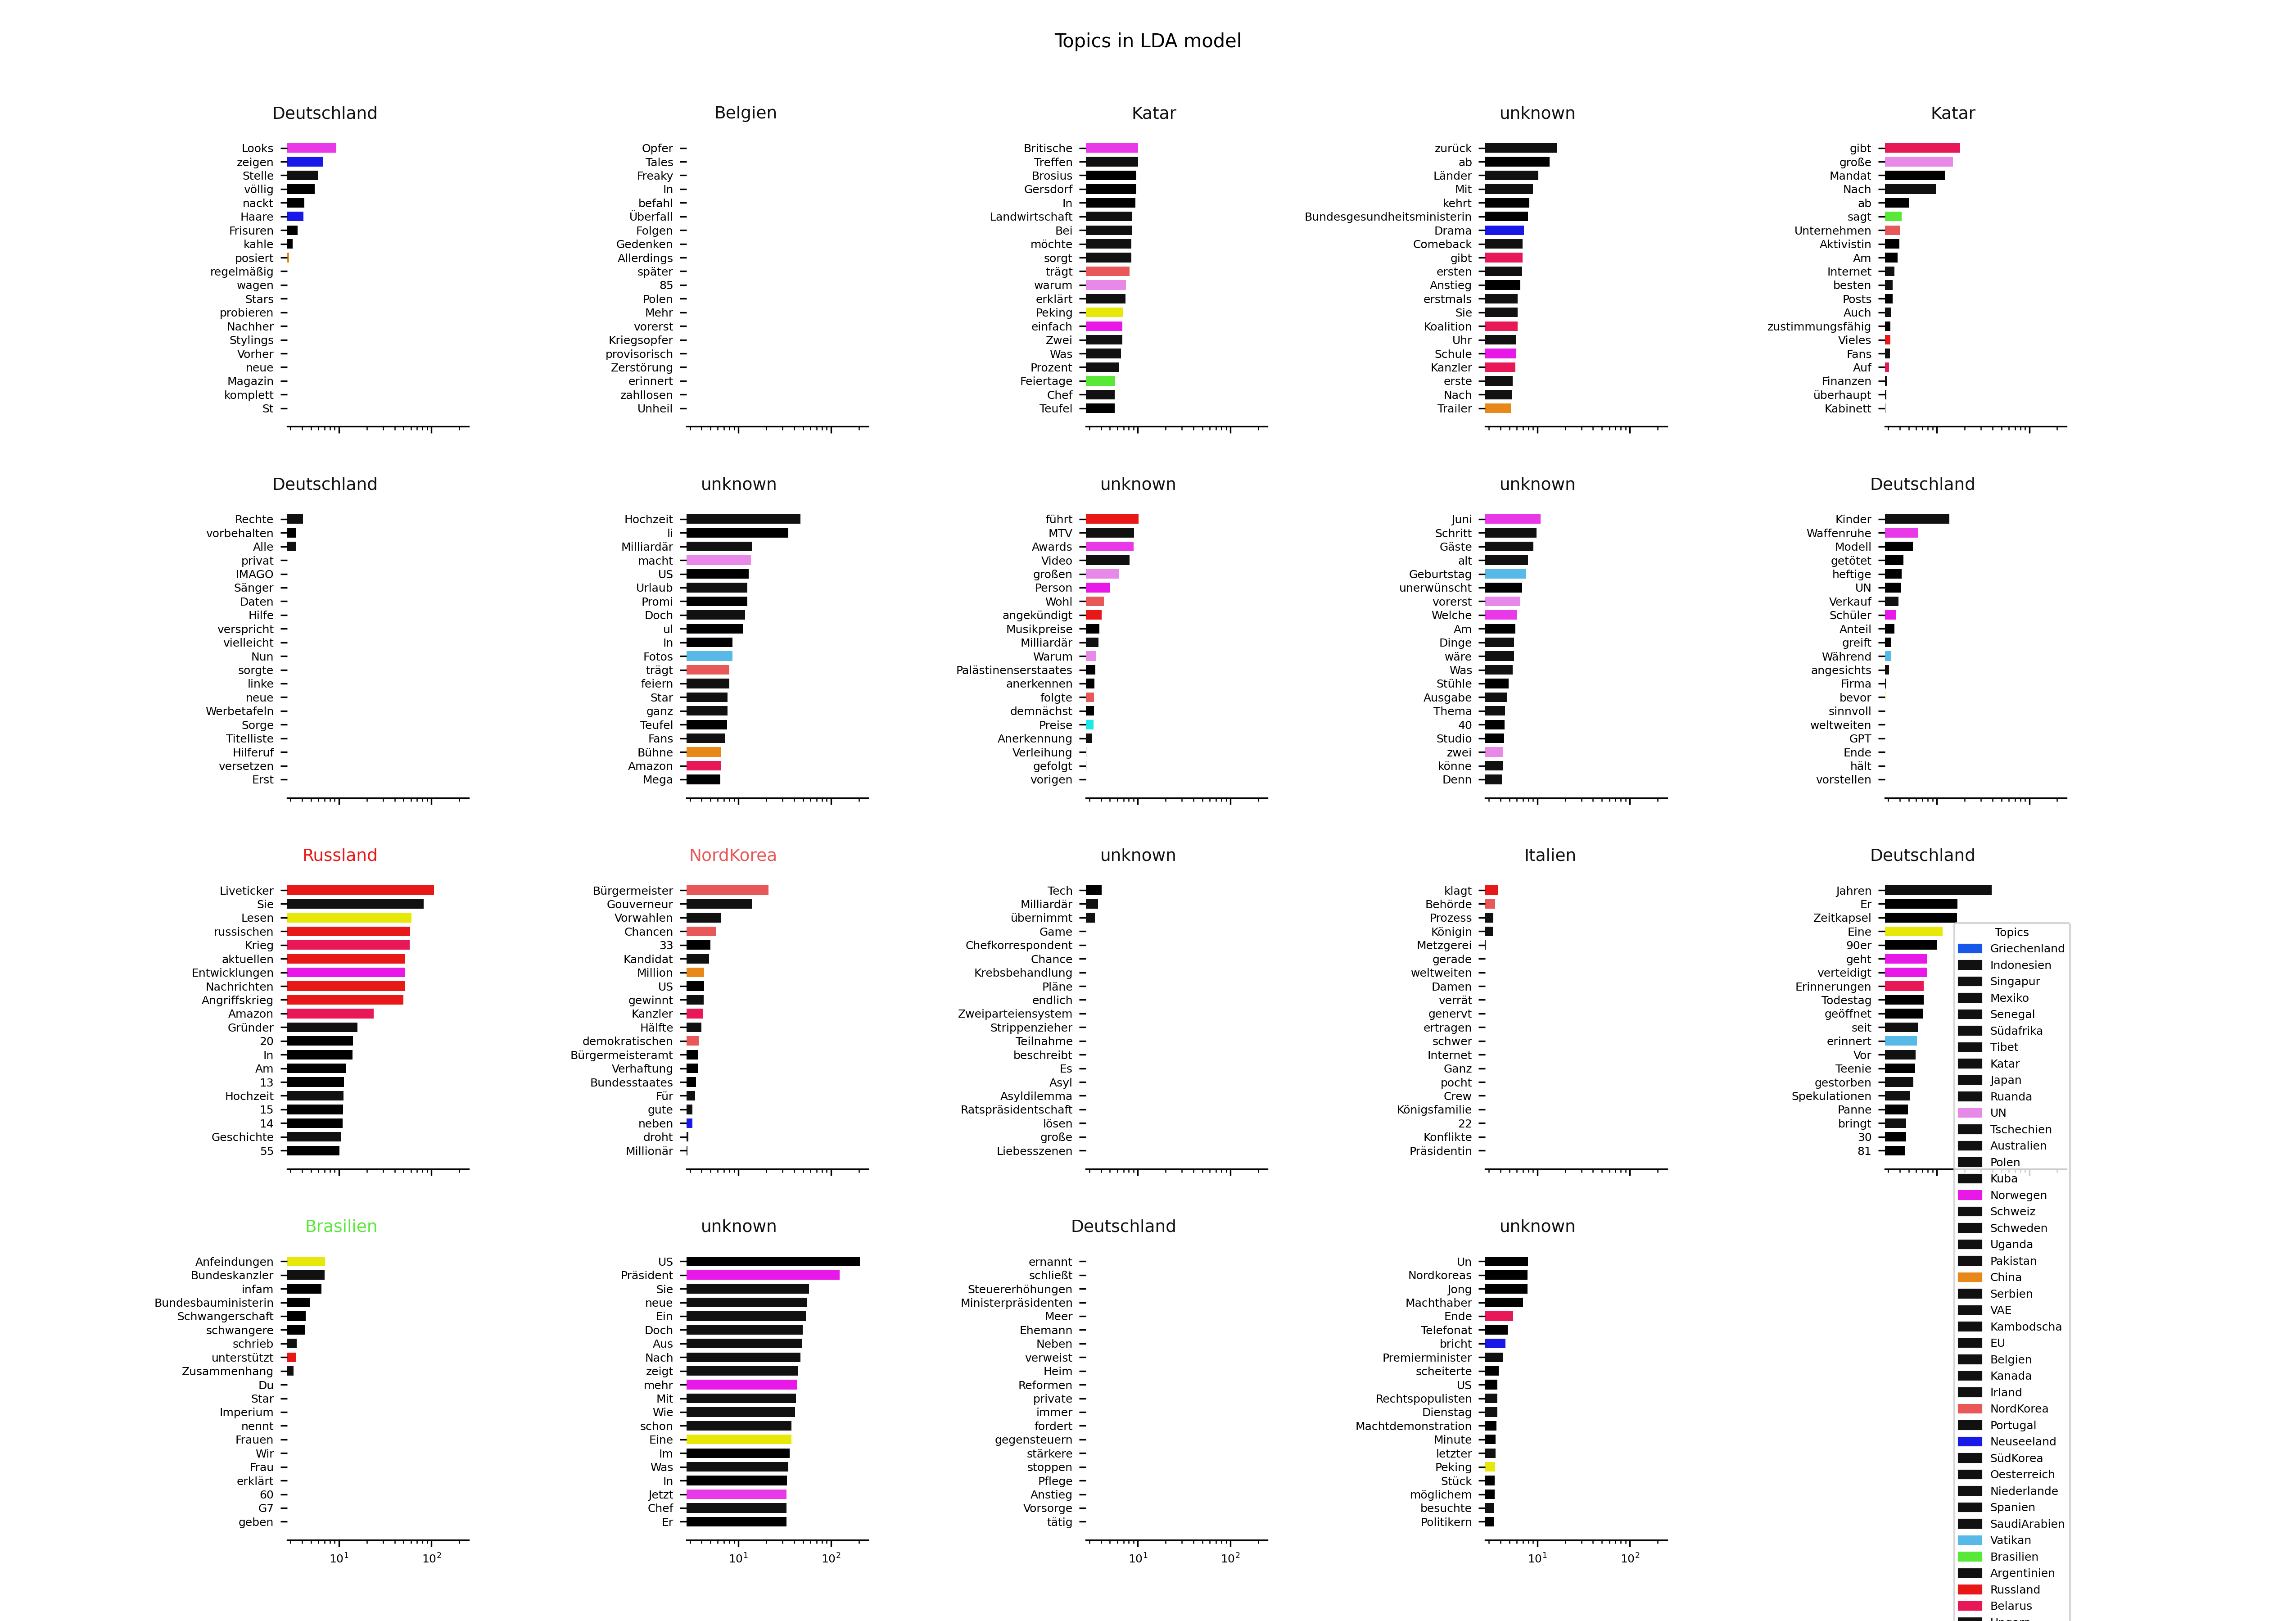 Topics in LDA model
Deutschland
Looks
zeigen
Stelle
völlig
nackt
Haare
Frisuren
kahle
posiert
regelmäßig
wagen
Stars
probieren
Nachher
Stylings
Vorher
neue
Magazin
komplett
St
Belgien
Opfer
Tales
Freaky
In
befahl
Überfall
Folgen
Gedenken
Allerdings
später
85
Polen
Mehr
vorerst
Kriegsopfer
provisorisch
Zerstörung
erinnert
zahllosen
Unheil
Katar
Britische
Treffen
Brosius
Gersdorf
In
Landwirtschaft
Bei
möchte
sorgt
trägt
warum
erklärt
Peking
einfach
Zwei
Was
Prozent
Feiertage
Chef
Teufel
unknown
zurück
ab
Länder
Mit
kehrt
Bundesgesundheitsministerin
Drama
Comeback
gibt
ersten
Anstieg
erstmals
Sie
Koalition
Uhr
Schule
Kanzler
erste
Nach
Trailer
Katar
gibt
große
Mandat
Nach
ab
sagt
Unternehmen
Aktivistin
Am
Internet
besten
Posts
Auch
zustimmungsfähig
Vieles
Fans
Auf
Finanzen
überhaupt
Kabinett
Deutschland
Rechte
vorbehalten
Alle
privat
IMAGO
Sänger
Daten
Hilfe
verspricht
vielleicht
Nun
sorgte
linke
neue
Werbetafeln
Sorge
Titelliste
Hilferuf
versetzen
Erst
unknown
Hochzeit
li
Milliardär
macht
US
Urlaub
Promi
Doch
ul
In
Fotos
trägt
feiern
Star
ganz
Teufel
Fans
Bühne
Amazon
Mega
unknown
führt
MTV
Awards
Video
großen
Person
Wohl
angekündigt
Musikpreise
Milliardär
Warum
Palästinenserstaates
anerkennen
folgte
demnächst
Preise
Anerkennung
Verleihung
gefolgt
vorigen
unknown
Juni
Schritt
Gäste
alt
Geburtstag
unerwünscht
vorerst
Welche
Am
Dinge
wäre
Was
Stühle
Ausgabe
Thema
40
Studio
zwei
könne
Denn
Deutschland
Kinder
Waffenruhe
Modell
getötet
heftige
UN
Verkauf
Schüler
Anteil
greift
Während
angesichts
Firma
bevor
sinnvoll
weltweiten
GPT
Ende
hält
vorstellen
Russland
Liveticker
Sie
Lesen
russischen
Krieg
aktuellen
Entwicklungen
Nachrichten
Angriffskrieg
Amazon
Gründer
20
In
Am
13
Hochzeit
15
14
Geschichte
55
NordKorea
Bürgermeister
Gouverneur
Vorwahlen
Chancen
33
Kandidat
Million
US
gewinnt
Kanzler
Hälfte
demokratischen
Bürgermeisteramt
Verhaftung
Bundesstaates
Für
gute
neben
droht
Millionär
unknown
Tech
Milliardär
übernimmt
Game
Chefkorrespondent
Chance
Krebsbehandlung
Pläne
endlich
Zweiparteiensystem
Strippenzieher
Teilnahme
beschreibt
Es
Asyl
Asyldilemma
Ratspräsidentschaft
lösen
große
Liebesszenen
Italien
klagt
Behörde
Prozess
Königin
Metzgerei
gerade
weltweiten
Damen
verrät
genervt
ertragen
schwer
Internet
Ganz
pocht
Crew
Königsfamilie
22
Konflikte
Präsidentin
Deutschland
Jahren
Er
Zeitkapsel
Eine
90er
geht
verteidigt
Erinnerungen
Todestag
geöffnet
seit
erinnert
Vor
Teenie
gestorben
Spekulationen
Panne
bringt
30
81
Brasilien
Anfeindungen
Bundeskanzler
infam
Bundesbauministerin
Schwangerschaft
schwangere
schrieb
unterstützt
Zusammenhang
Du
Star
Imperium
nennt
Frauen
Wir
Frau
erklärt
60
G7
geben
10¹ 10²
unknown
US
Präsident
Sie
neue
Ein
Doch
Aus
Nach
zeigt
mehr
Mit
Wie
schon
Eine
Im
Was
In
Jetzt
Chef
Er
10¹ 10²
Deutschland
ernannt
schließt
Steuererhöhungen
Ministerpräsidenten
Meer
Ehemann
Neben
verweist
Heim
Reformen
private
immer
fordert
gegensteuern
stärkere
stoppen
Pflege
Anstieg
Vorsorge
tätig
10¹ 10²
unknown
Un
Nordkoreas
Jong
Machthaber
Ende
Telefonat
bricht
Premierminister
scheiterte
US
Rechtspopulisten
Dienstag
Machtdemonstration
Minute
letzter
Peking
Stück
möglichem
besuchte
Politikern
10¹ 10²
Topics
Griechenland
Indonesien
Singapur
Mexiko
Senegal
Südafrika
Tibet
Katar
Japan
Ruanda
UN
Tschechien
Australien
Polen
Kuba
Norwegen
Schweiz
Schweden
Uganda
Pakistan
China
Serbien
VAE
Kambodscha
EU
Belgien
Kanada
Irland
NordKorea
Portugal
Neuseeland
SüdKorea
Oesterreich
Niederlande
Spanien
SaudiArabien
Vatikan
Brasilien
Argentinien
Russland
Belarus